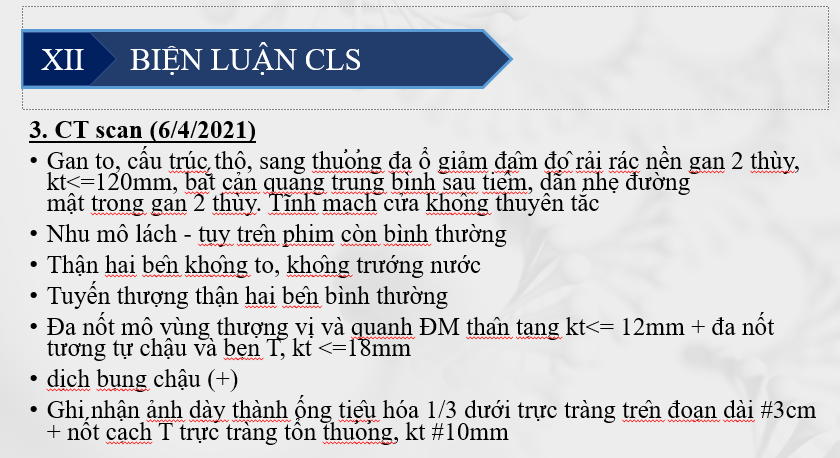 XII
BIỆN LUẬN CLS
3. CT scan (6/4/2021)
• Gan to, cấu trúc thô, sang thương đa ổ giảm đậm độ rải rác nền gan 2 thùy,
kt<=120mm, bắt cản quang trung bình sau tiêm, dãn nhẹ đường
mật trong gan 2 thùy. Tĩnh mạch cửa không thuyên tắc
• Nhu mô lách - tụy trên phim còn bình thường
• Thận hai bên không to, không trướng nước
• Tuyến thượng thận hai bên bình thường
• Đa nốt mô vùng thượng vị và quanh ĐM thân tạng kt<= 12mm + đa nốt
tương tự chậu và bẹn T, kt <=18mm
• dịch bụng chậu (+)
• Ghi nhận ảnh dày thành ống tiêu hóa 1/3 dưới trực tràng trên đoạn dài #3cm
+ nốt cạch T trực tràng tổn thương, kt #10mm